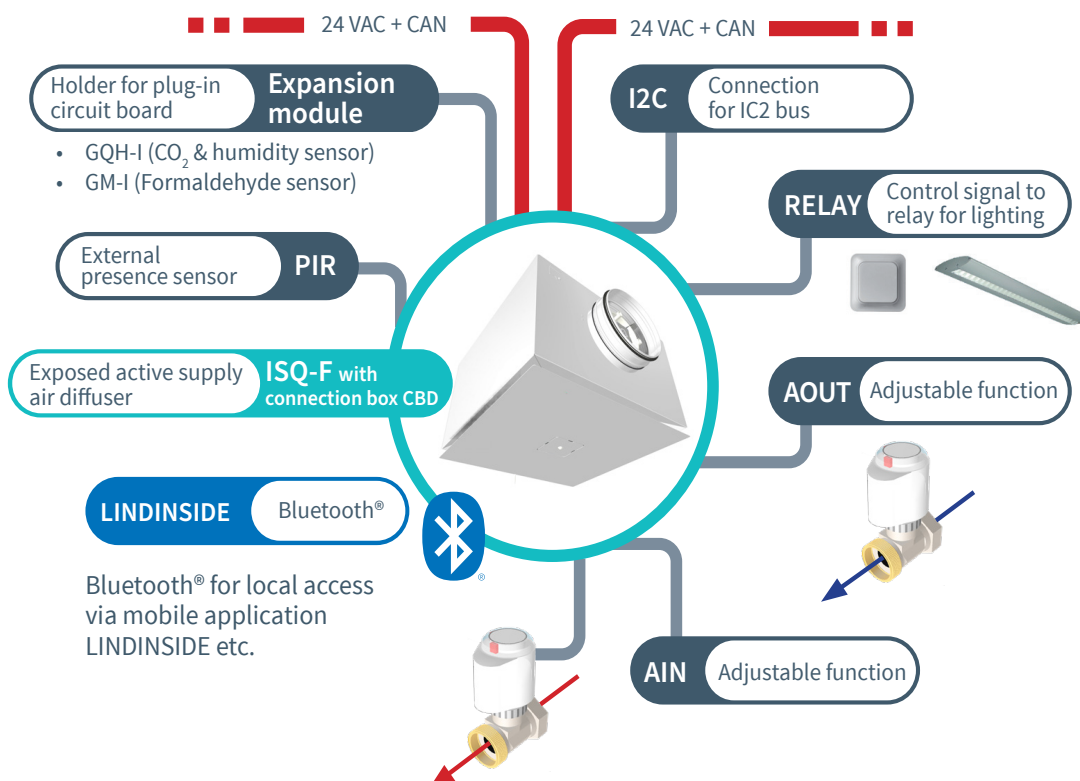 24 VAC + CAN
24 VAC + CAN
Holder for plug-in
circuit board
Expansion
module
• GQH-I (CO₂ & humidity sensor)
• GM-I (Formaldehyde sensor)
I2C
Connection
for IC2 bus
RELAY
Control signal to
relay for lighting
External
presence sensor
PIR
Exposed active supply
air diffuser
ISQ-F with
connection box CBD
AOUT
Adjustable function
LINDINSIDE
Bluetooth®
®
Bluetooth® for local access
via mobile application
LINDINSIDE etc.
AIN
Adjustable function